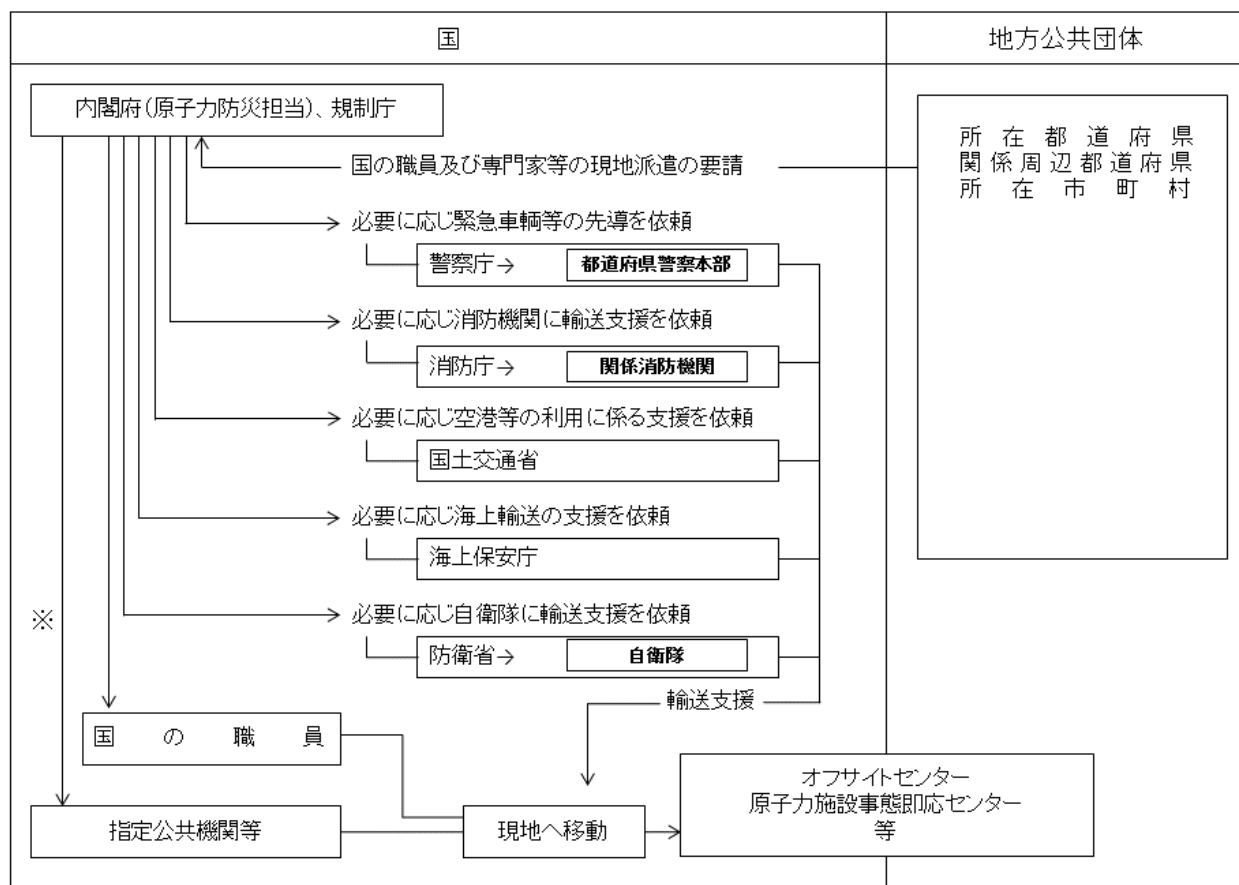 国
地方公共団体
内閣府(原子力防災担当)、規制庁
所在都道府県
関係周辺都道府県
所在市町村
国の職員及び専門家等の現地派遣の要請
必要に応じ緊急車輌等の先導を依頼
警察庁→ 都道府県警察本部
必要に応じ消防機関に輸送支援を依頼
消防庁→ 関係消防機関
必要に応じ空港等の利用に係る支援を依頼
国土交通省
必要に応じ海上輸送の支援を依頼
海上保安庁
※
必要に応じ自衛隊に輸送支援を依頼
防衛省→ 自衛隊
輸送支援
国の職員
オフサイトセンター
原子力施設事態即応センター
等
指定公共機関等
現地へ移動